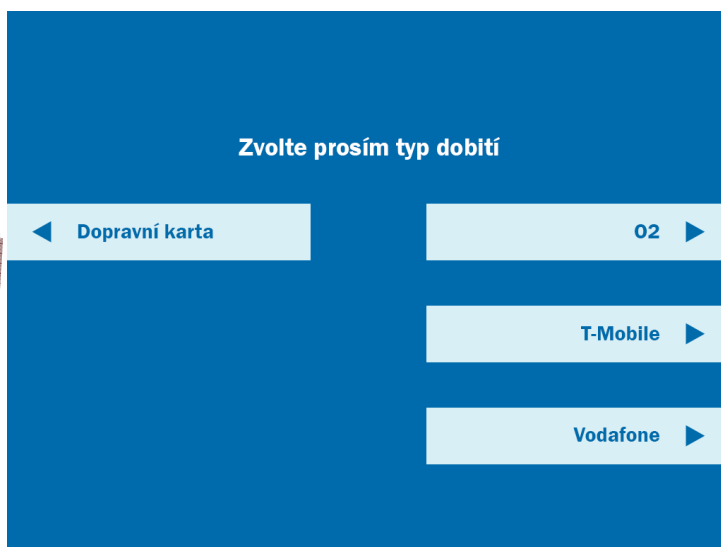 Zvolte prosím typ dobití
Dopravní karta
O2
T-Mobile
Vodafone